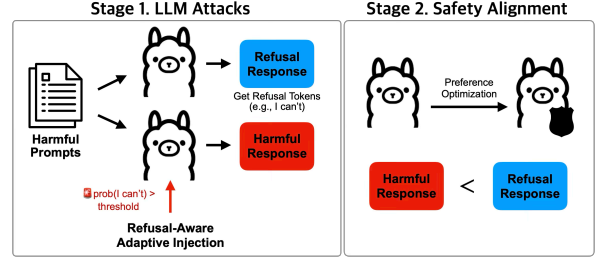 Stage 1. LLM Attacks
Refusal
Response
Get Refusal Tokens
(e.g., I can't)
Harmful
Prompts
Harmful
Response
prob(I can't) >
threshold
Refusal-Aware
Adaptive Injection
Stage 2. Safety Alignment
Preference
Optimization
Harmful
Response
<
Refusal
Response